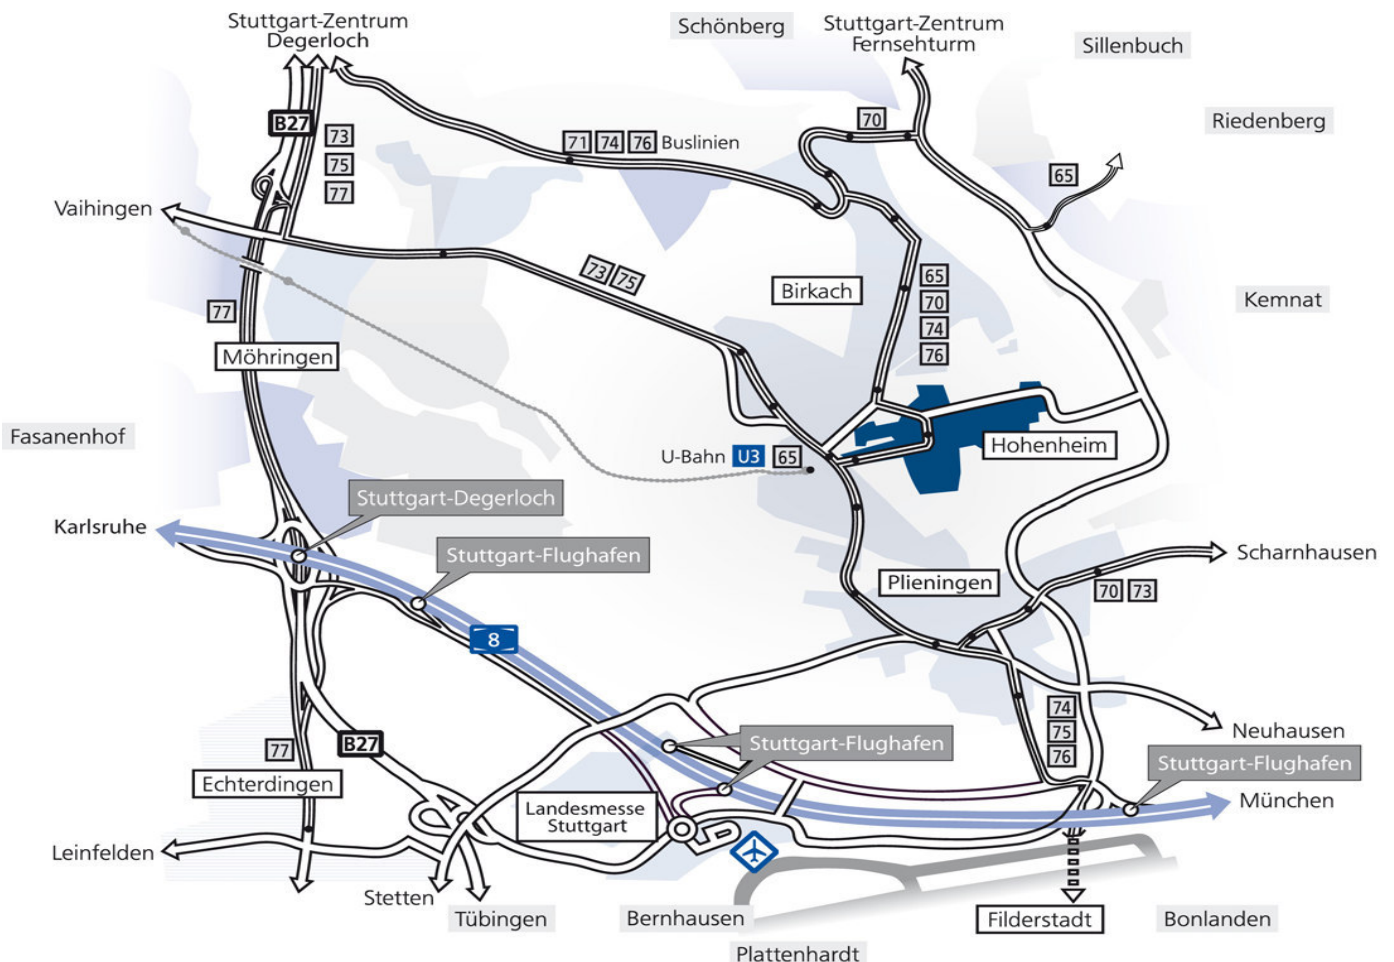 Stuttgart-Zentrum
Degerloch
Schönberg
Stuttgart-Zentrum
Fernsehturm
Sillenbuch
B27
73
75
77
71 74 76 Buslinien
70
Riedenberg
65
Vaihingen
73 75
Birkach
65
70
74
76
Kemnat
77
Möhringen
Fasanenhof
U-Bahn U3 65
Hohenheim
Stuttgart-Degerloch
Karlsruhe
Stuttgart-Flughafen
Scharnhausen
Plieningen
70 73
8
74
75
76
Neuhausen
77
B27
Stuttgart-Flughafen
Stuttgart-Flughafen
Echterdingen
Landesmesse
Stuttgart
München
Leinfelden
Stetten
Tübingen
Bernhausen
Filderstadt
Bonlanden
Plattenhardt